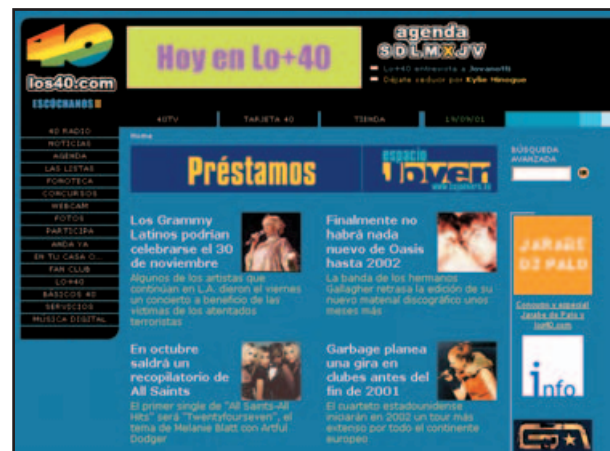 40
los40.com
ESCÚCHANOS
Hoy en Lo+40
agenda
S D L M X J V
Lo+40 entrevista a Jovanotti
Déjate seducir por Kylie Minogue
40TV
TARJETA 40
TIENDA
19/09/01
40 RADIO
NOTICIAS
AGENDA
LAS LISTAS
FONOTECA
CONCURSOS
WEBCAM
FOTOS
PARTICIPA
ANDA YA
EN TU CASA O...
FAN CLUB
LO+40
BÁSICOS 40
SERVICIOS
MÚSICA DIGITAL
Home
Préstamos
espacio
Joven
BÚSQUEDA
AVANZADA
Los Grammy
Latinos podrían
celebrarse el 30
de noviembre
Algunos de los artistas que
continúan en L.A. dieron el viernes
un concierto a beneficio de las
víctimas de los atentados
terroristas
Finalmente no
habrá nada
nuevo de Oasis
hasta 2002
La banda de los hermanos
Gallagher retrasa la edición de su
nuevo material discográfico unos
meses más
En octubre
saldrá un
recopilatorio de
All Saints
El primer single de "All Saints-All
Hits" será "Twentyfourseven", el
tema de Melanie Blatt con Artful
Dodger
Garbage planea
una gira en
clubes antes del
fin de 2001
El cuarteto estadounidense
iniciarán en 2002 un tour más
extenso por todo el continente
europeo
JARABE
DE PALO
Concurso y especial
Jarabe de Palo y
los40.com
info